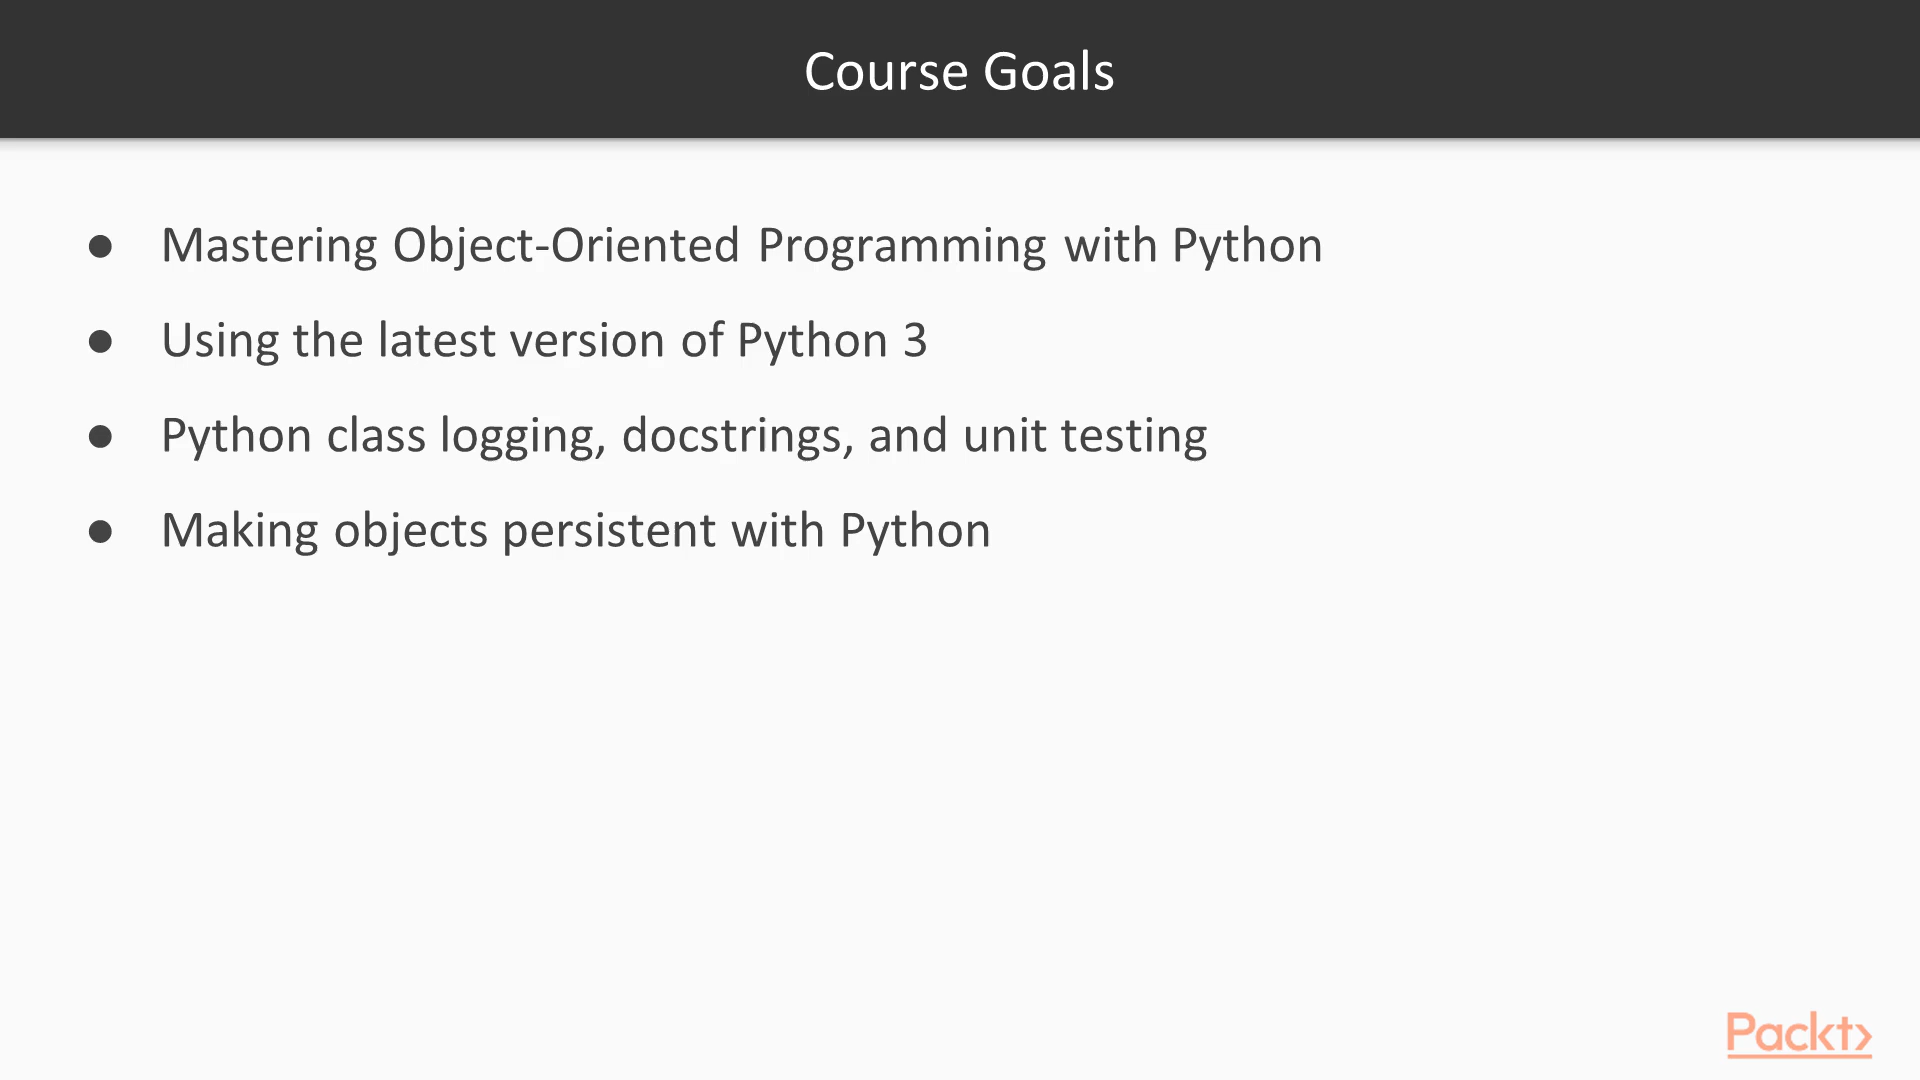 Course Goals
● Mastering Object-Oriented Programming with Python
● Using the latest version of Python 3
● Python class logging, docstrings, and unit testing
● Making objects persistent with Python
Packt>